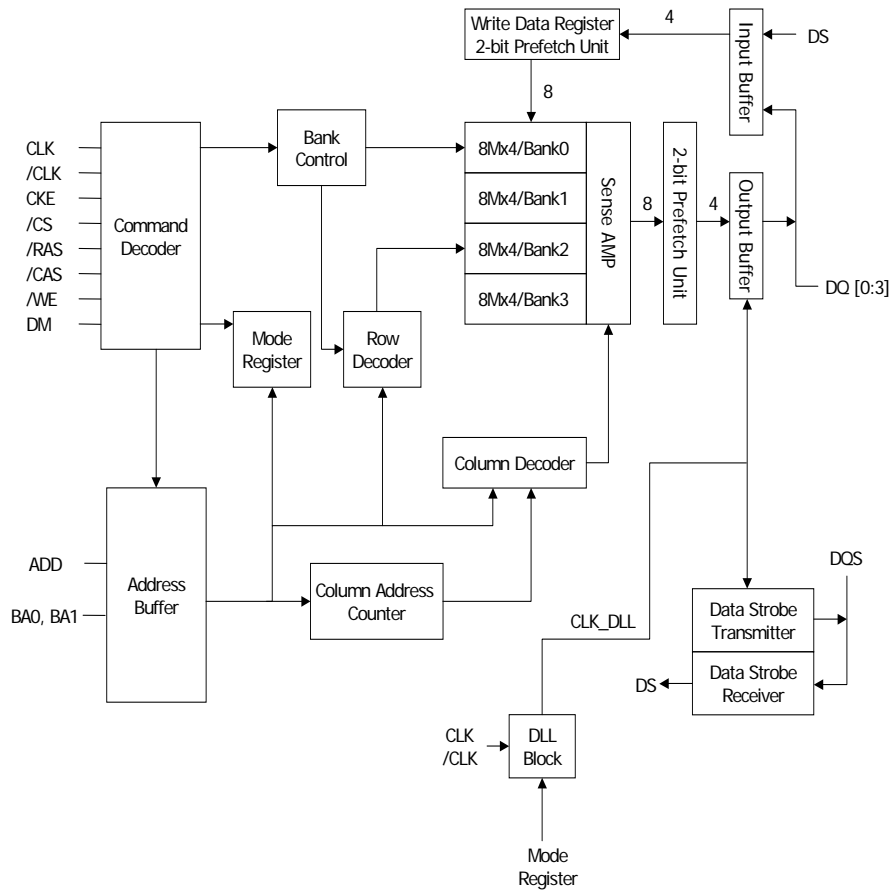 Write Data Register
2-bit Prefetch Unit
4
Input Buffer
DS
8
Bank
Control
8Mx4/Bank0
8Mx4/Bank1
8Mx4/Bank2
8Mx4/Bank3
Sense AMP
8
2-bit Prefetch Unit
4
Output Buffer
DQ [0:3]
CLK
/CLK
CKE
/CS
/RAS
/CAS
/WE
DM
Command
Decoder
Mode
Register
Row
Decoder
Column Decoder
ADD
BA0, BA1
Address
Buffer
Column Address
Counter
CLK_DLL
DQS
Data Strobe
Transmitter
Data Strobe
Receiver
DS
CLK
/CLK
DLL
Block
Mode
Register